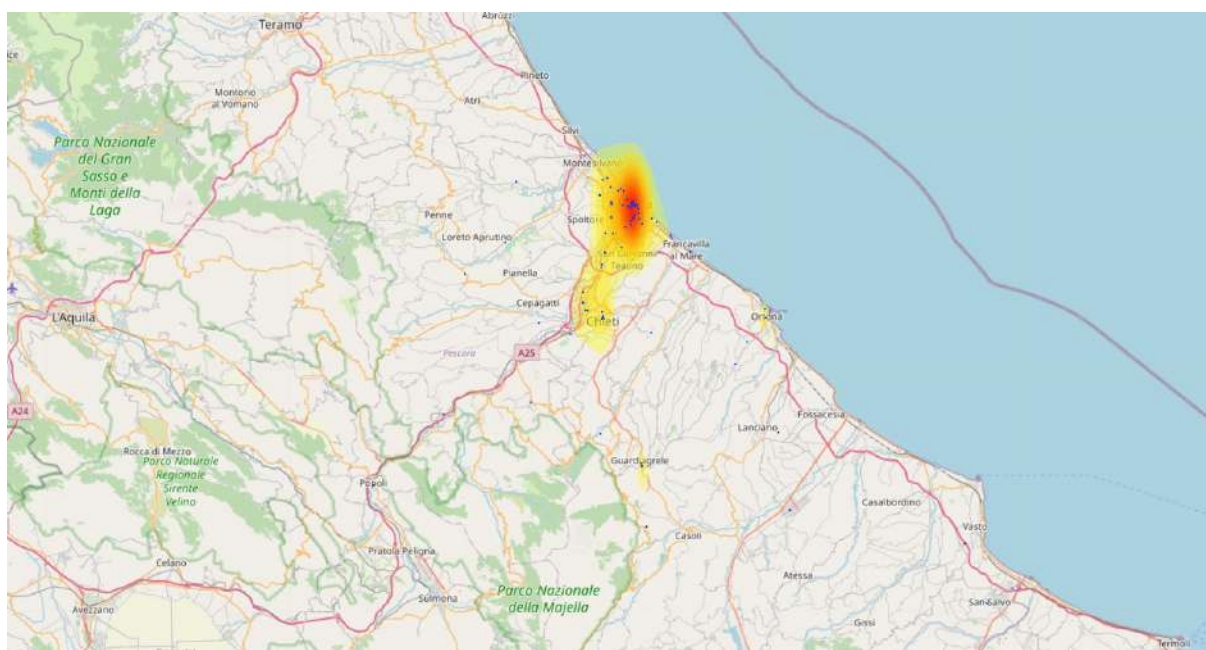 Abruzzi
Teramo
Pineto
Montorio
al Vomano
Atri
Silvi
Parco Nazionale
del Gran
Sasso e
Monti della
Laga
Montesilvano
Penne
Spoltore
Loreto Aprutino
Francavilla
al Mare
San Giovanni
Teatino
Pianella
Cepagatti
L'Aquila
Chieti
Ortona
A25
Pescara
A24
Fossacesia
Lanciano
Rocca di Mezzo
Parco Naturale
Regionale
Sirente
Velino
Guardiagrele
Popoli
Casalbordino
Vasto
Casoli
Pratola Peligna
Celano
Atessa
Parco Nazionale
della Majella
Sulmona
Avezzano
San Salvo
Gissi
Termoli